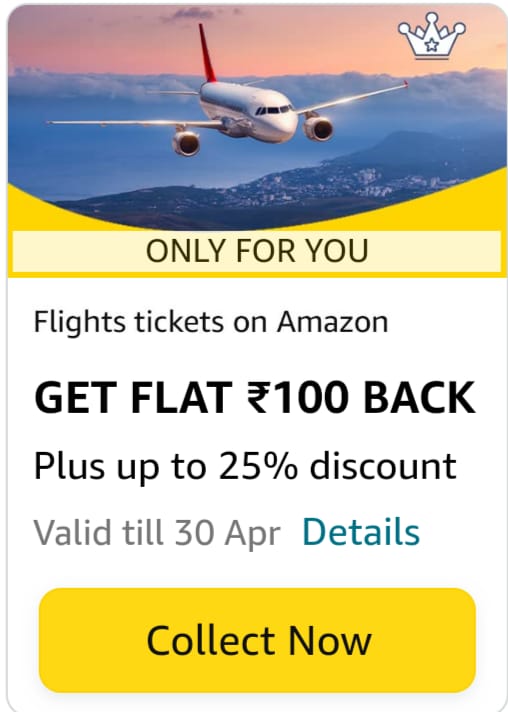 ONLY FOR YOU
Flights tickets on Amazon
GET FLAT ₹100 BACK
Plus up to 25% discount
Valid till 30 Apr Details
Collect Now